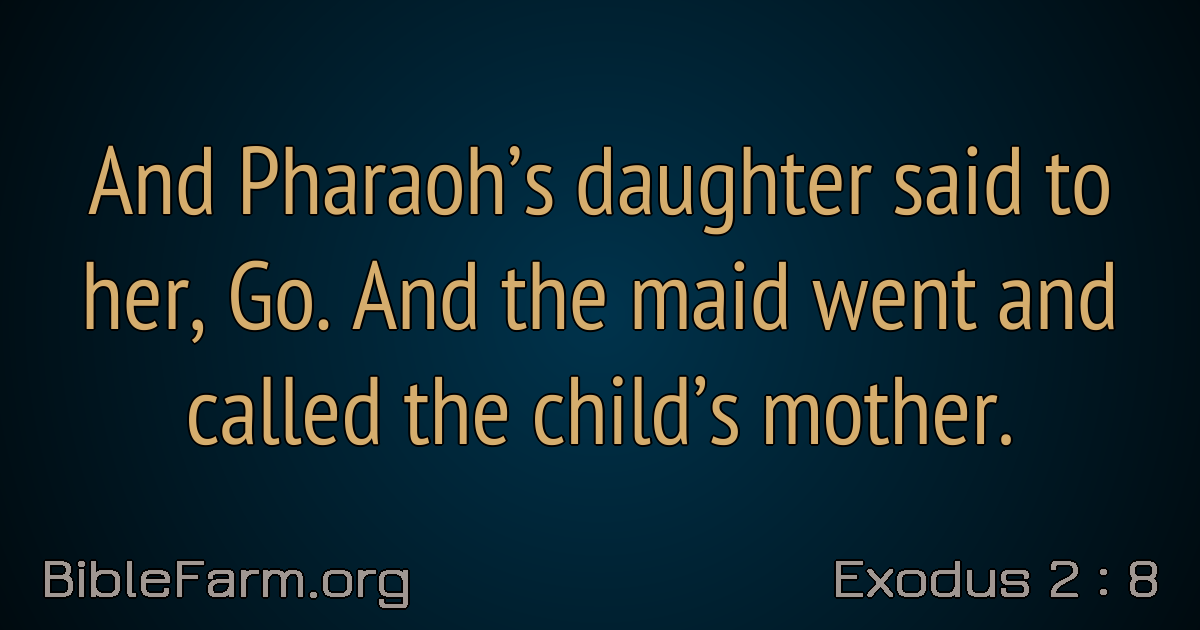 And Pharaoh’s daughter said to
her, Go. And the maid went and
called the child’s mother.
BibleFarm.org
Exodus 2 : 8